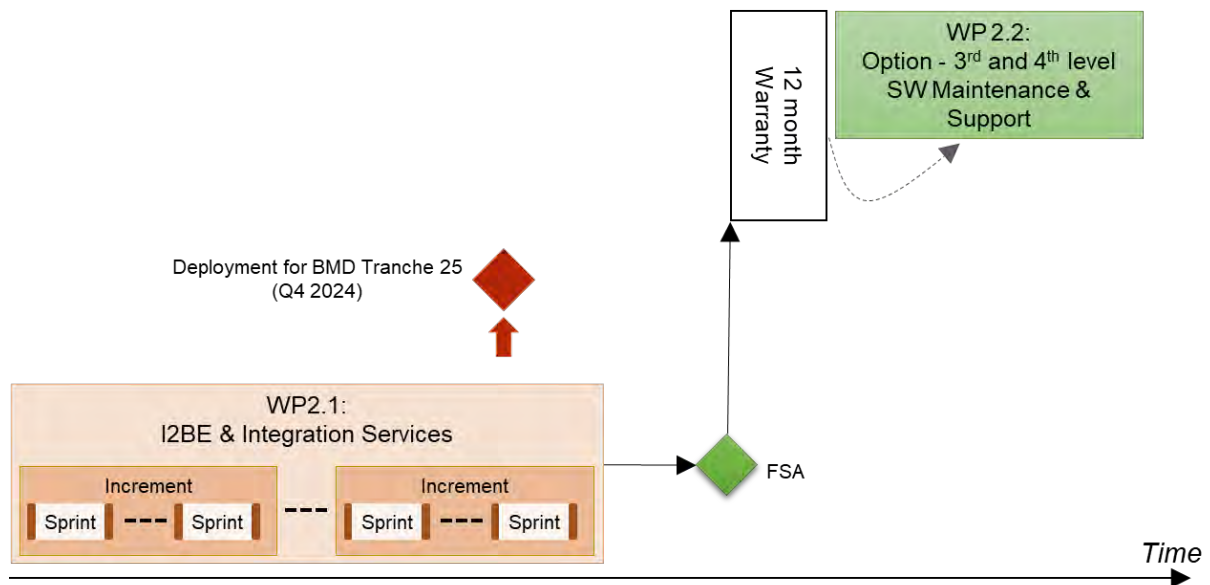 WP 2.2:
Option - 3rd and 4th level
SW Maintenance &
Support
12 month
Warranty
Deployment for BMD Tranche 25
(Q4 2024)
WP2.1:
I2BE & Integration Services
Increment
Sprint
Sprint
Increment
Sprint
Sprint
FSA
Time